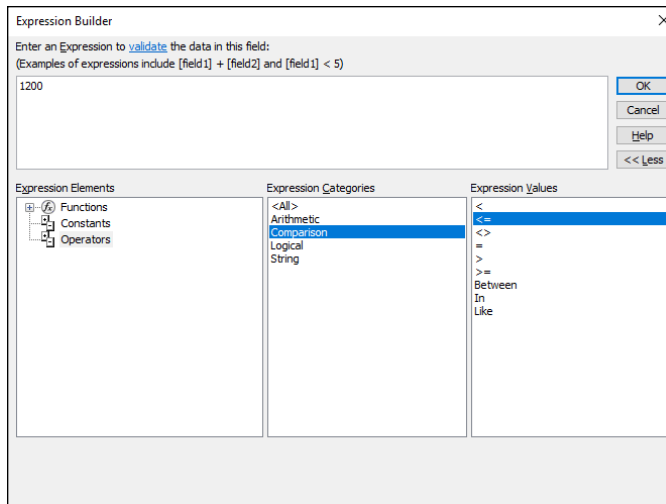 Expression Builder
Enter an Expression to validate the data in this field:
(Examples of expressions include [field1] + [field2] and [field1] < 5)
1200
OK
Cancel
Help
<< Less
Expression Elements
Functions
Constants
Operators
Expression Categories
<All>
Arithmetic
Comparison
Logical
String
Expression Values
<
<=
<>
=
>
>=
Between
In
Like